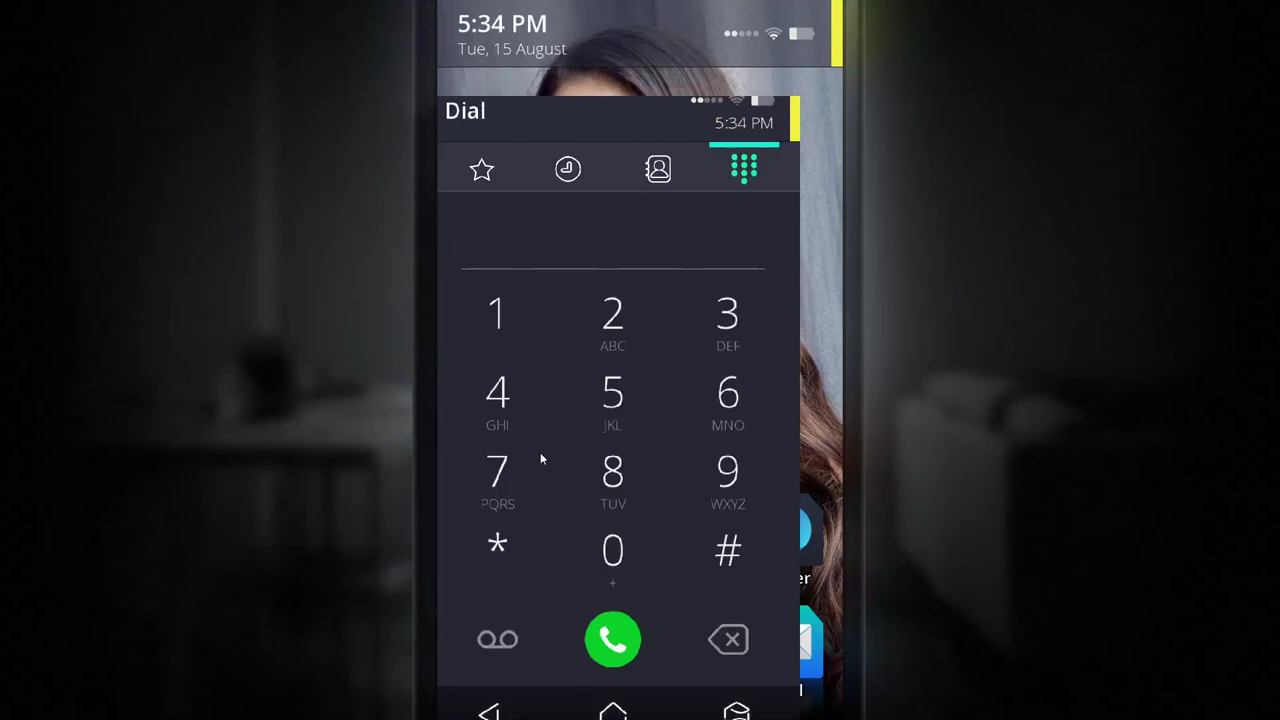 5:34 PM
Tue, 15 August
Dial
5:34 PM
1 2 3
ABC DEF
4 5 6
GHI JKL MNO
7 8 9
PQRS TUV WXYZ
* 0 #
+
er
l